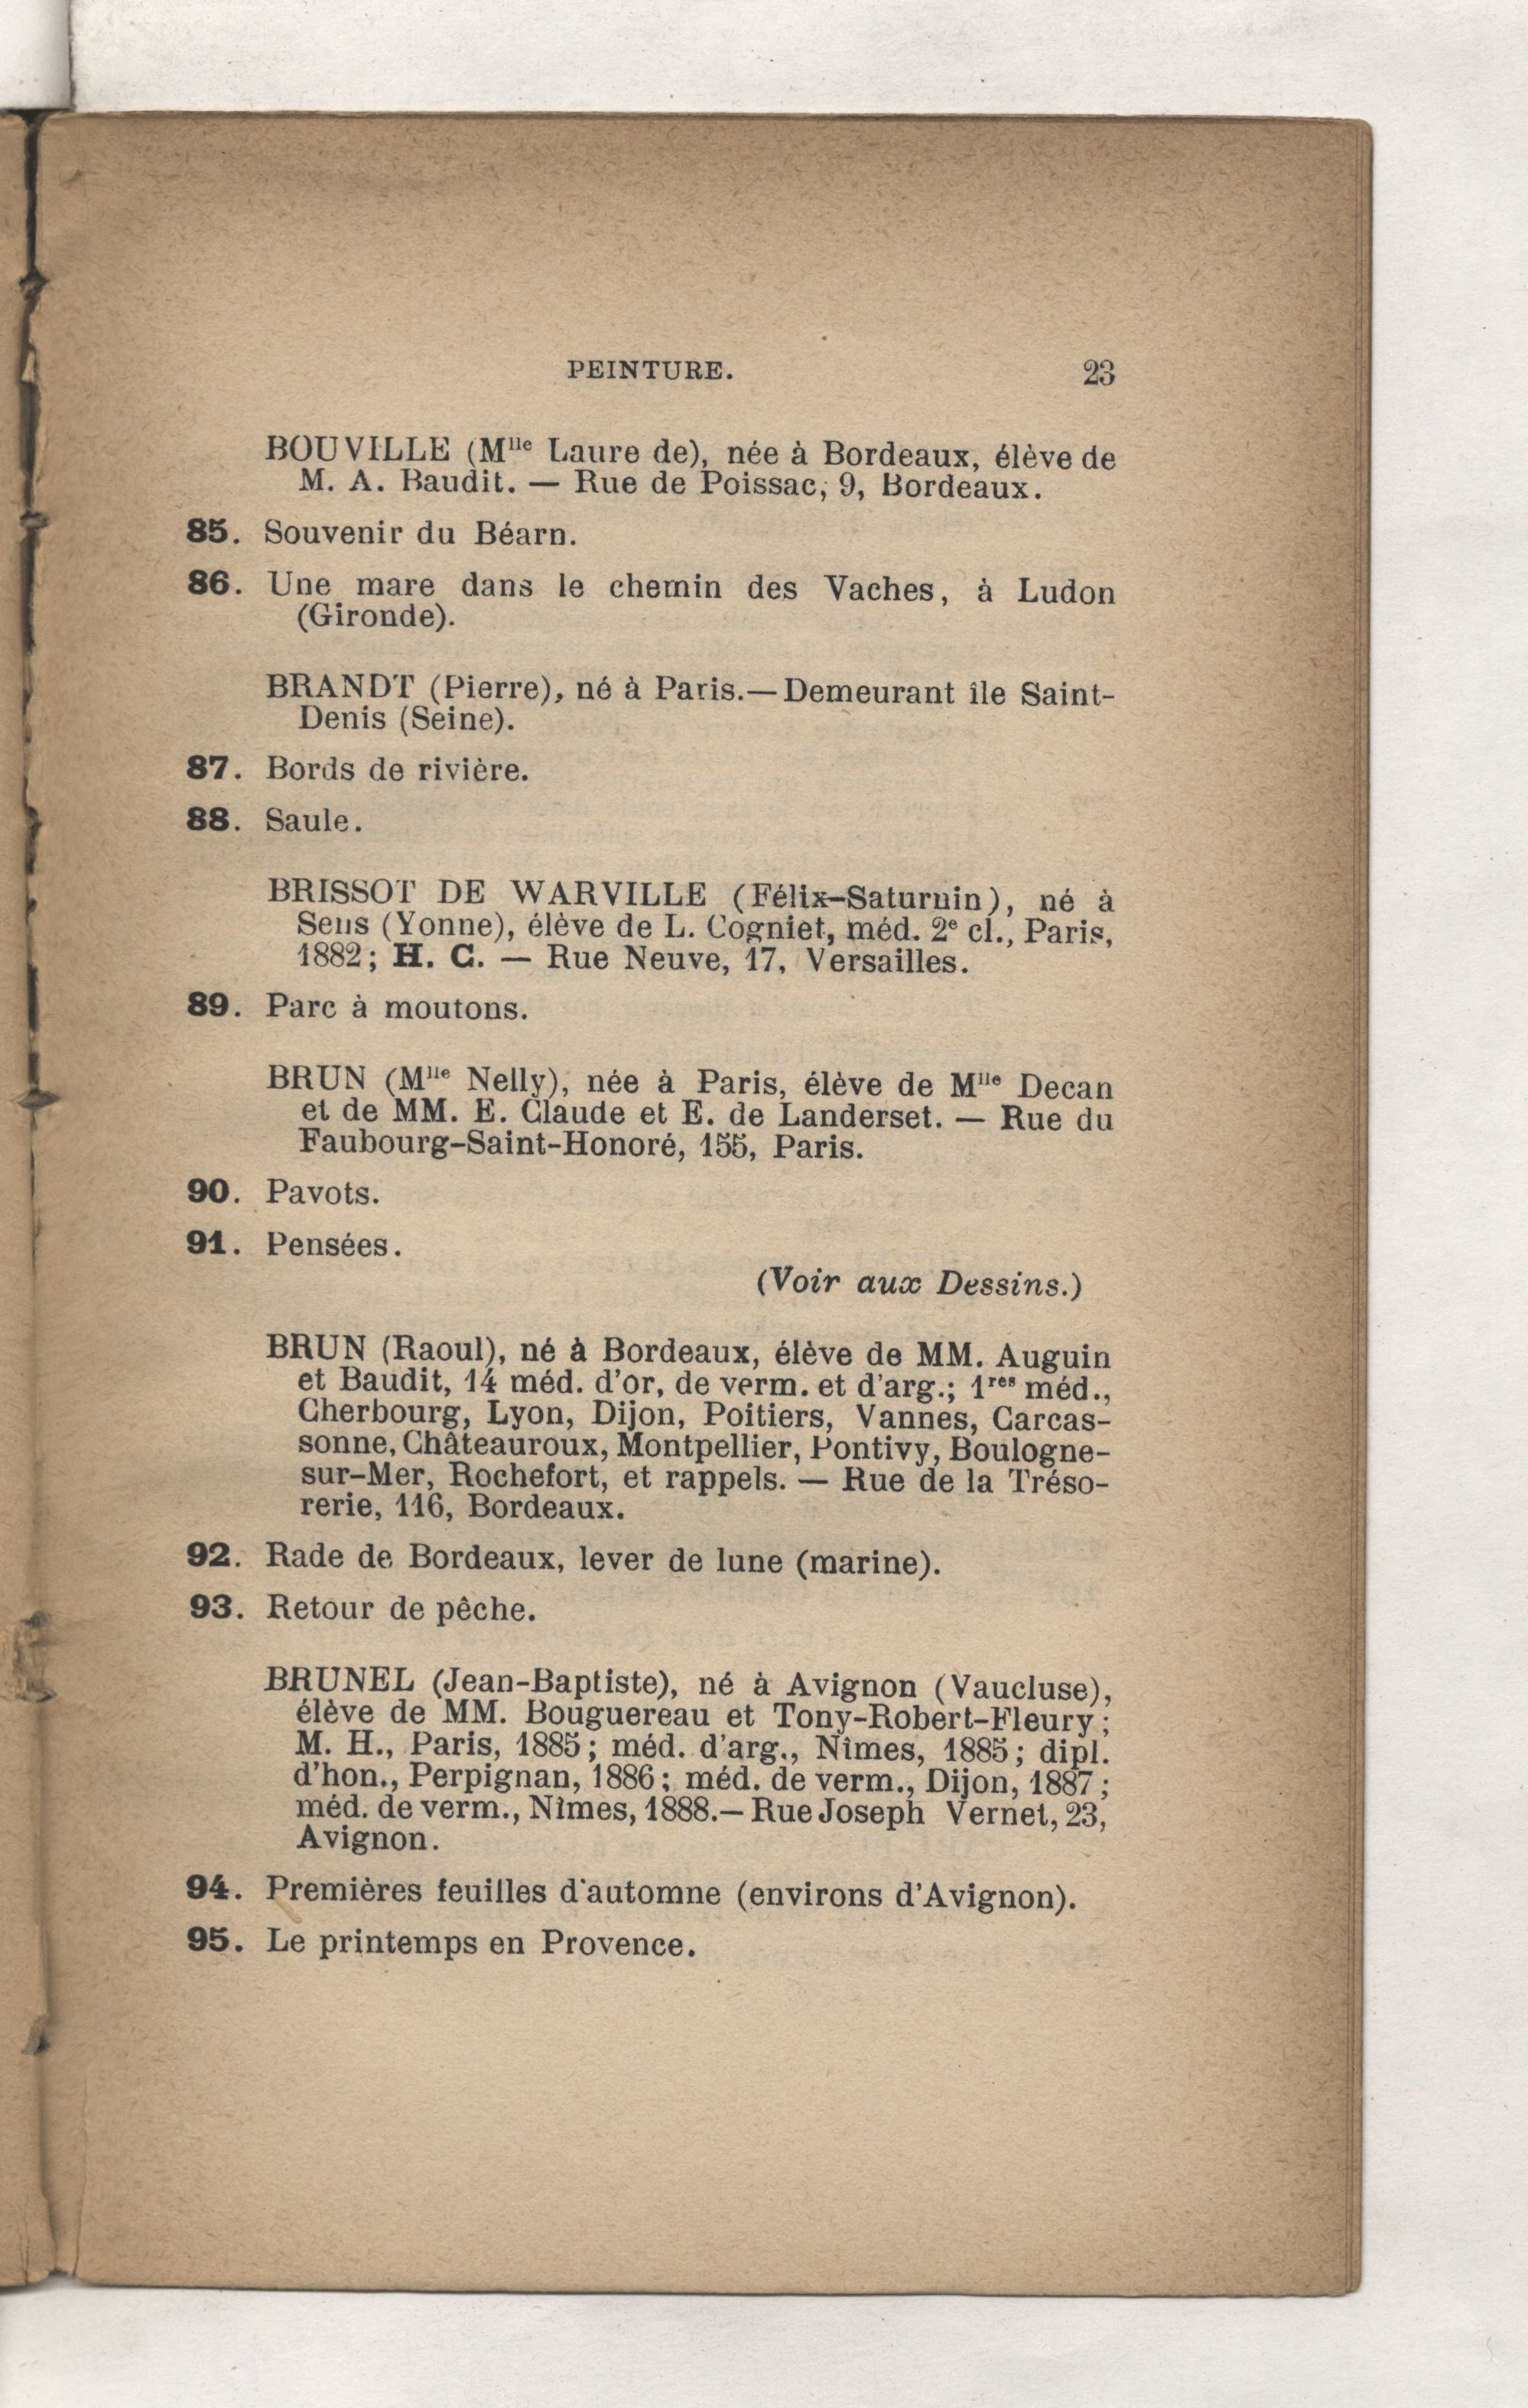 PEINTURE. 23
BOUVILLE (Mlle Laure de), née à Bordeaux, élève de
M. A. Baudit. — Rue de Poissac, 9, Bordeaux.
85. Souvenir du Béarn.
86. Une mare dans le chemin des Vaches, à Ludon
(Gironde).
BRANDT (Pierre), né à Paris.—Demeurant île Saint-
Denis (Seine).
87. Bords de rivière.
88. Saule.
BRISSOT DE WARVILLE (Félix-Saturnin), né à
Sens (Yonne), élève de L. Cogniet, méd. 2e cl., Paris,
1882; H. C. — Rue Neuve, 17, Versailles.
89. Parc à moutons.
BRUN (Mlle Nelly), née à Paris, élève de Mlle Decan
et de MM. E. Claude et E. de Landerset. — Rue du
Faubourg-Saint-Honoré, 155, Paris.
90. Pavots.
91. Pensées.
(Voir aux Dessins.)
BRUN (Raoul), né à Bordeaux, élève de MM. Auguin
et Baudit, 14 méd. d'or, de verm. et d'arg.; 1res méd.,
Cherbourg, Lyon, Dijon, Poitiers, Vannes, Carcas-
sonne, Châteauroux, Montpellier, Pontivy, Boulogne-
sur-Mer, Rochefort, et rappels. — Rue de la Tréso-
rerie, 116, Bordeaux.
92. Rade de Bordeaux, lever de lune (marine).
93. Retour de pêche.
BRUNEL (Jean-Baptiste), né à Avignon (Vaucluse),
élève de MM. Bouguereau et Tony-Robert-Fleury;
M. H., Paris, 1885; méd. d'arg., Nîmes, 1885; dipl.
d'hon., Perpignan, 1886; méd. de verm., Dijon, 1887;
méd. de verm., Nîmes, 1888.— Rue Joseph Vernet, 23,
Avignon.
94. Premières feuilles d'automne (environs d'Avignon).
95. Le printemps en Provence.